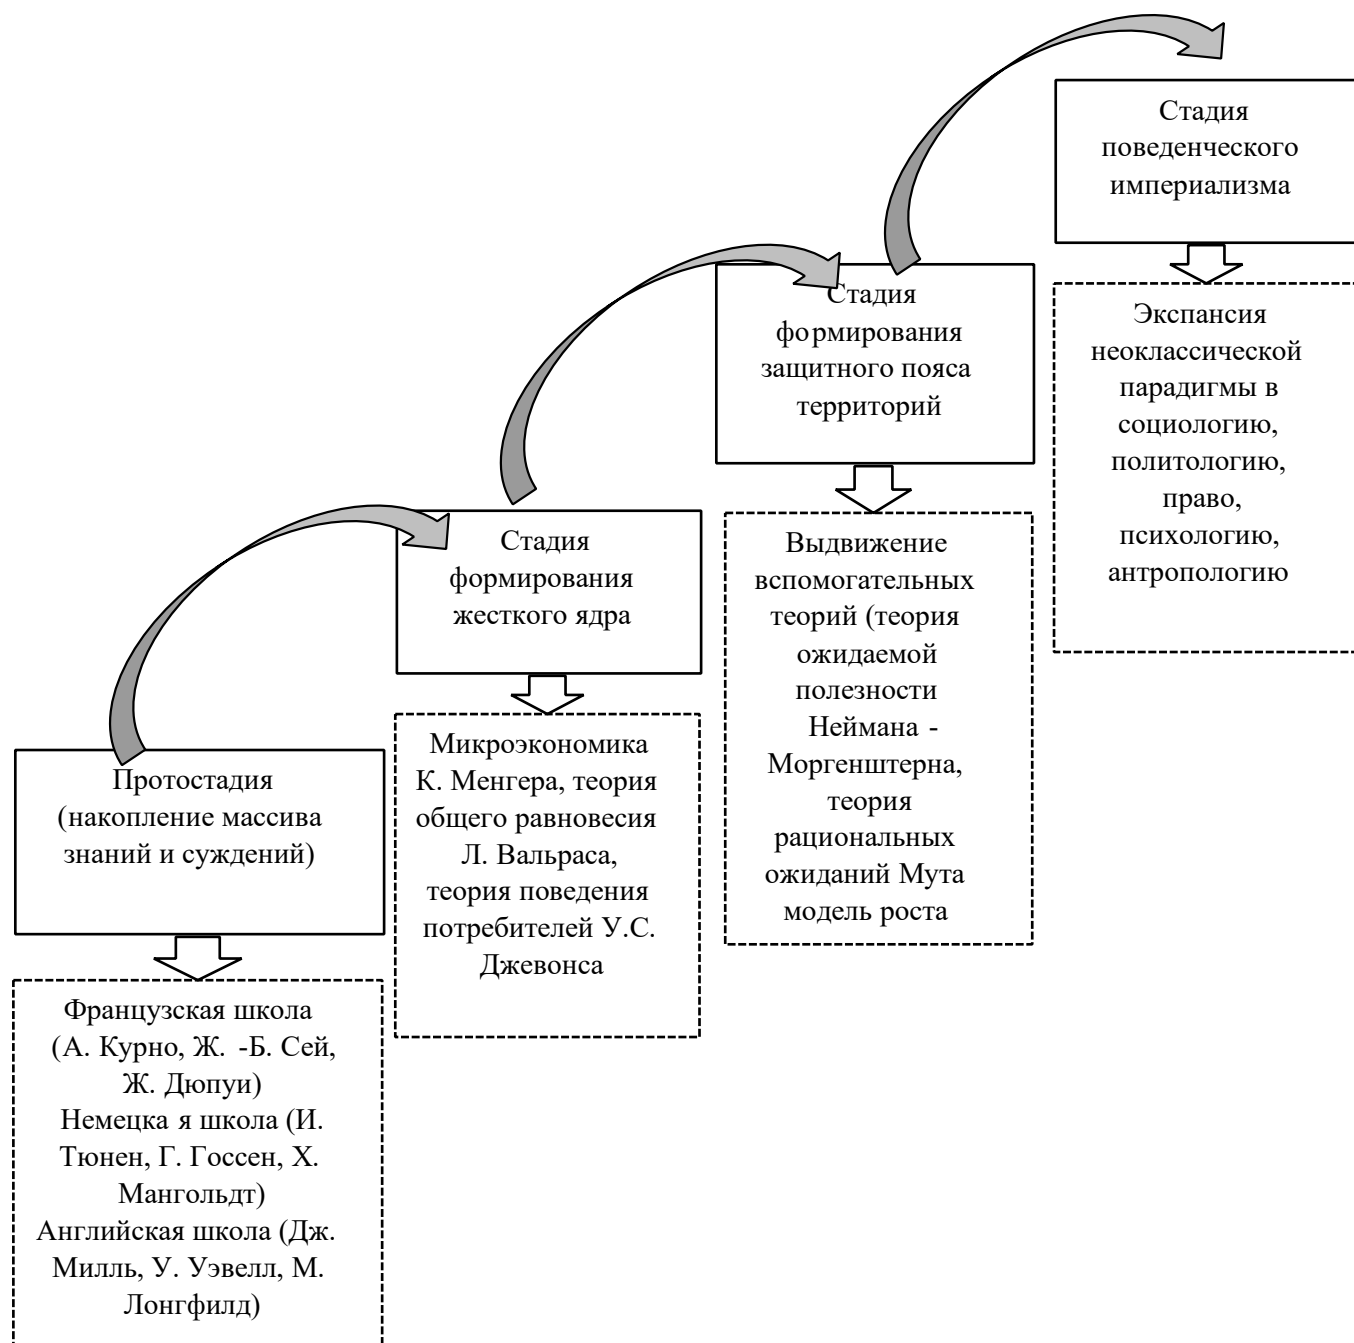 Стадия
поведенческого
империализма
Экспансия
неоклассической
парадигмы в
социологию,
политологию,
право,
психологию,
антропологию
Стадия
формирования
защитного пояса
территорий
Выдвижение
вспомогательных
теорий (теория
ожидаемой
полезности
Неймана -
Моргенштерна,
теория
рациональных
ожиданий Мута
модель роста
Стадия
формирования
жесткого ядра
Микроэкономика
К. Менгера, теория
общего равновесия
Л. Вальраса,
теория поведения
потребителей У.С.
Джевонса
Протостадия
(накопление массива
знаний и суждений)
Французская школа
(А. Курно, Ж. -Б. Сей,
Ж. Дюпуи)
Немецка я школа (И.
Тюнен, Г. Госсен, Х.
Мангольдт)
Английская школа (Дж.
Милль, У. Уэвелл, М.
Лонгфилд)